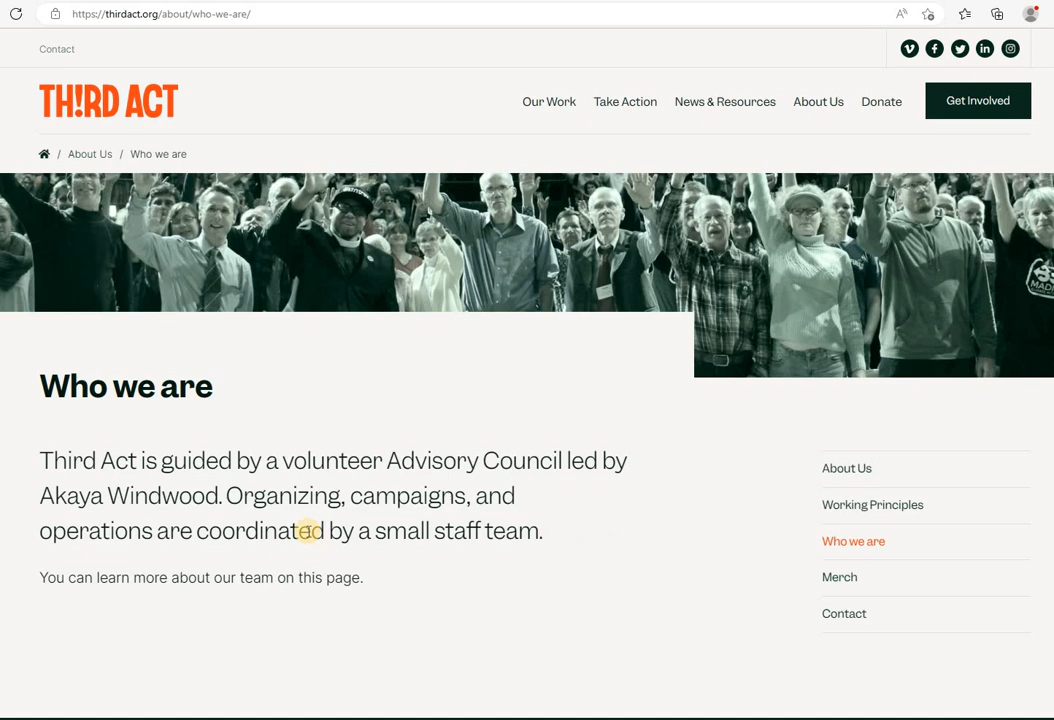 https://thirdact.org/about/who-we-are/
Contact
TH!RD ACT
Our Work Take Action News & Resources About Us Donate Get Involved
/ About Us / Who we are
Who we are
Third Act is guided by a volunteer Advisory Council led by
Akaya Windwood. Organizing, campaigns, and
operations are coordinated by a small staff team.
You can learn more about our team on this page.
About Us
Working Principles
Who we are
Merch
Contact